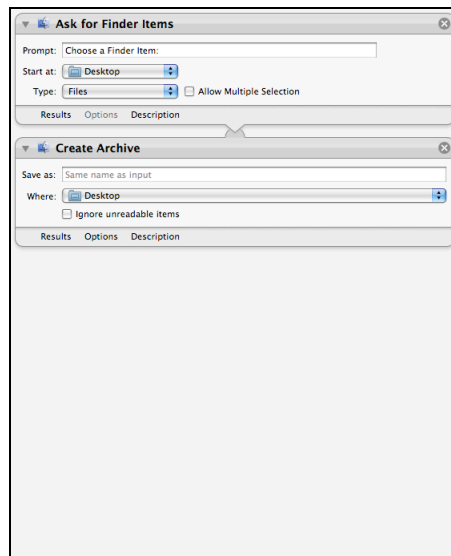 Ask for Finder Items
Prompt: Choose a Finder Item:
Start at: Desktop
Type: Files Allow Multiple Selection
Results Options Description
Create Archive
Save as: Same name as input
Where: Desktop
Ignore unreadable items
Results Options Description